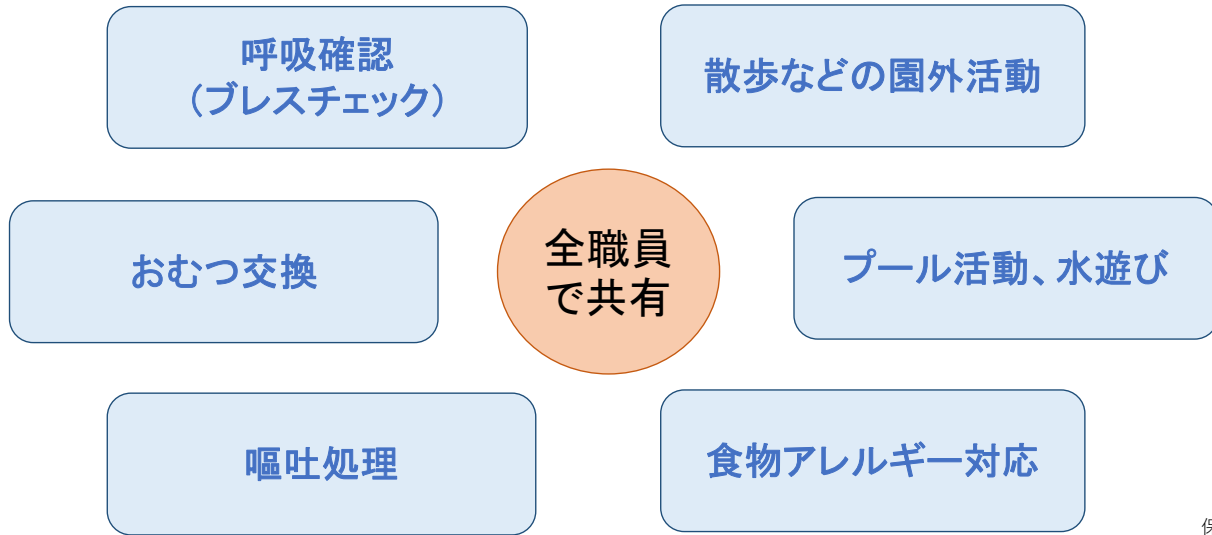 呼吸確認
（ブレスチェック）
散歩などの園外活動
おむつ交換
全職員
で共有
プール活動、水遊び
嘔吐処理
食物アレルギー対応
保